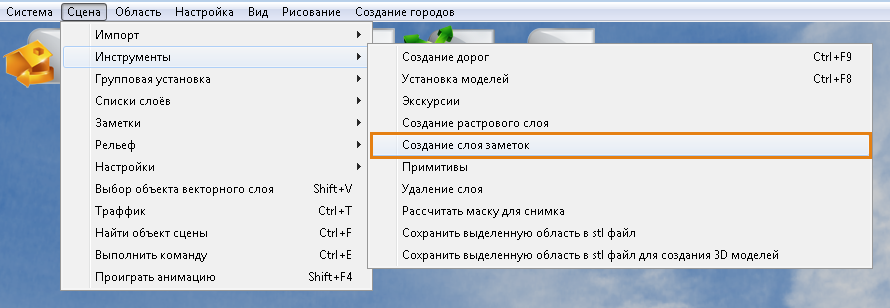 Система Сцена Область Настройка Вид Рисование Создание городов
Импорт
Инструменты
Групповая установка
Списки слоёв
Заметки
Рельеф
Настройки
Выбор объекта векторного слоя Shift+V
Траффик Ctrl+T
Найти объект сцены Ctrl+F
Выполнить команду Ctrl+E
Проиграть анимацию Shift+F4
Создание дорог Ctrl+F9
Установка моделей Ctrl+F8
Экскурсии
Создание растрового слоя
Создание слоя заметок
Примитивы
Удаление слоя
Рассчитать маску для снимка
Сохранить выделенную область в stl файл
Сохранить выделенную область в stl файл для создания 3D моделей